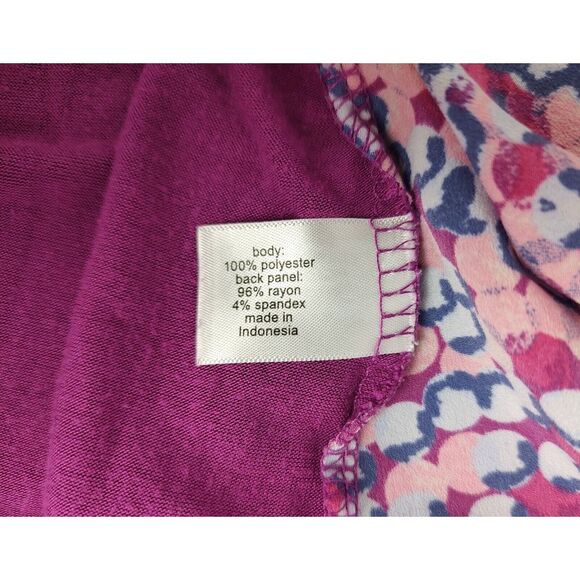 body:
100% polyester
back panel:
96% rayon
4% spandex
made in
Indonesia